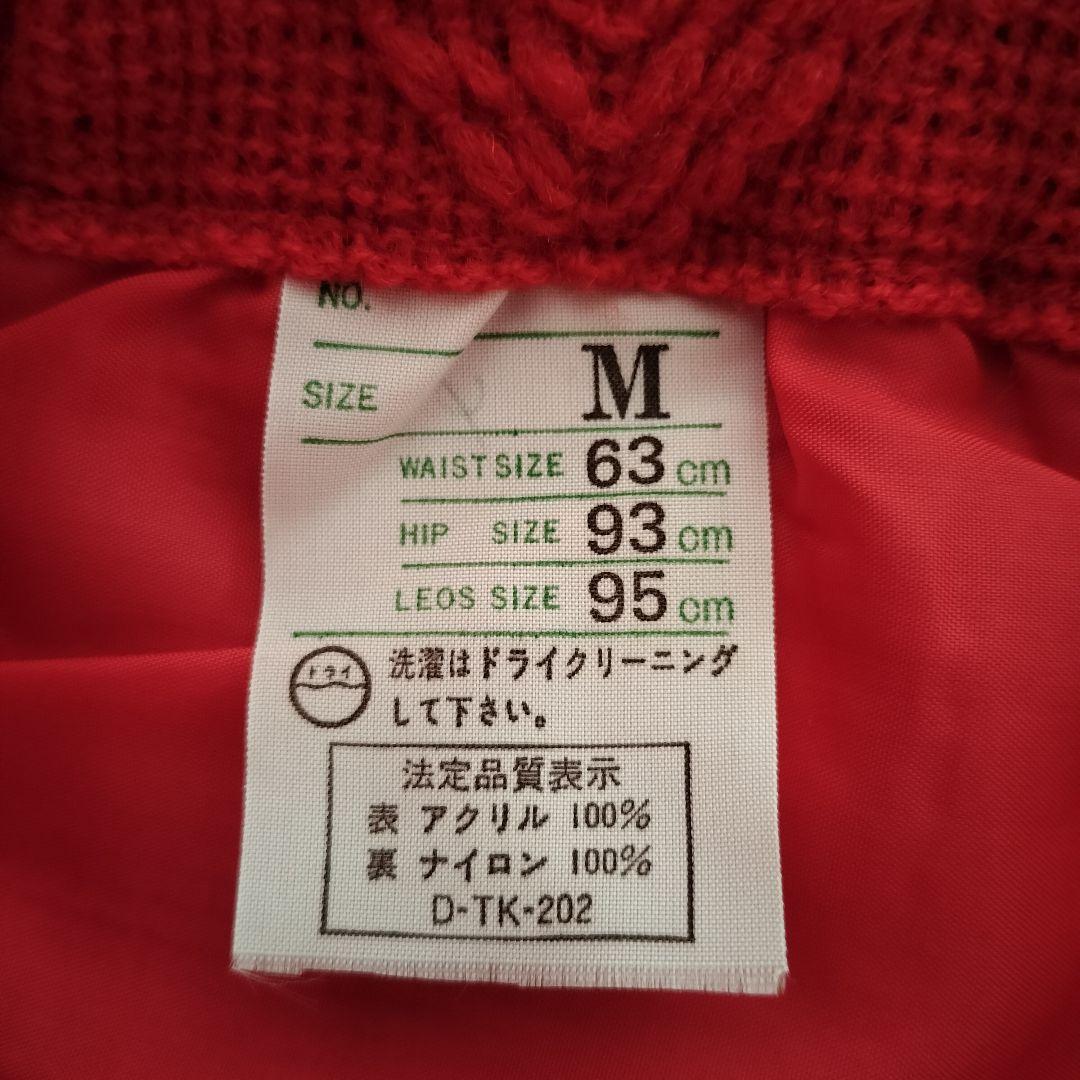 NO.
SIZE M
WAIST SIZE 63 cm
HIP SIZE 93 cm
LEOS SIZE 95 cm
ドライ
洗濯はドライクリーニング
して下さい。
法定品質表示
表 アクリル 100%
裏 ナイロン 100%
D-TK-202